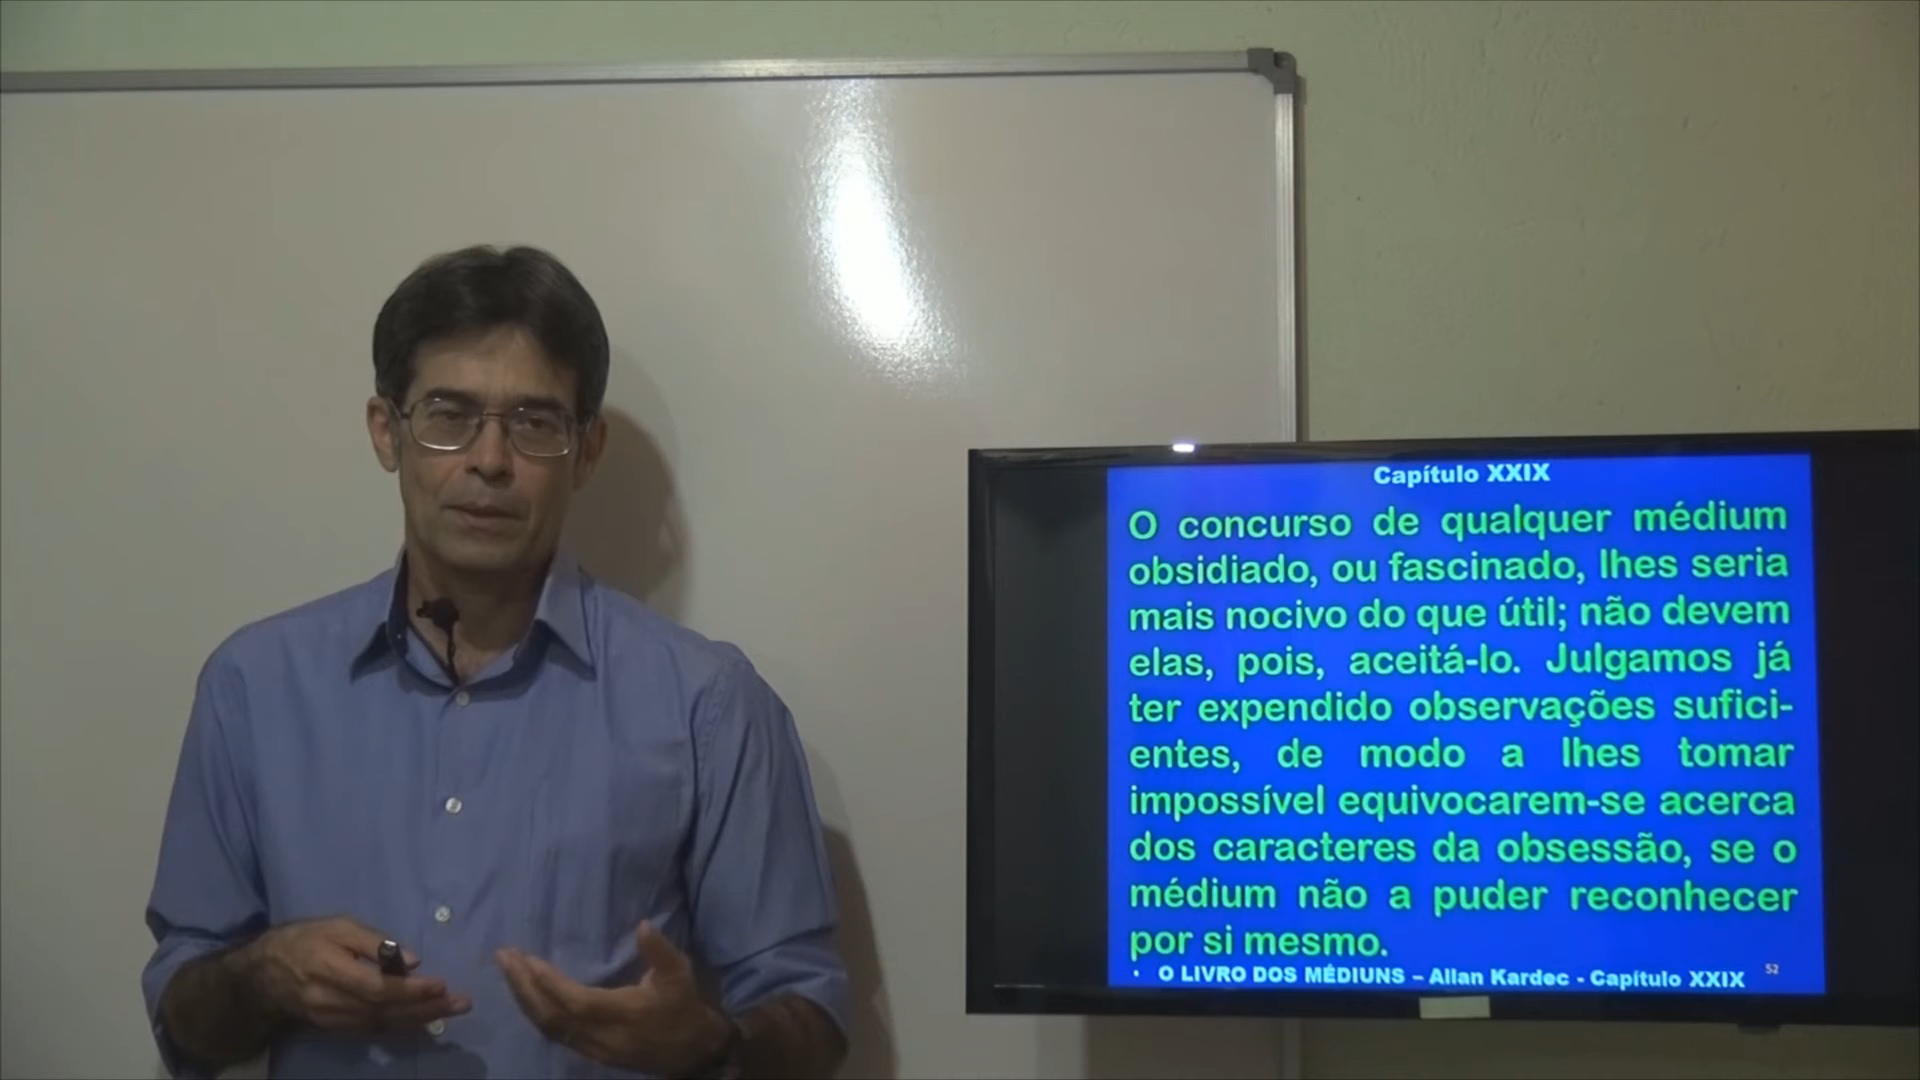 Capítulo XXIX
O concurso de qualquer médium
obsidiado, ou fascinado, lhes seria
mais nocivo do que útil; não devem
elas, pois, aceitá-lo. Julgamos já
ter expendido observações sufici-
entes, de modo a lhes tomar
impossível equivocarem-se acerca
dos caracteres da obsessão, se o
médium não a puder reconhecer
por si mesmo.
• O LIVRO DOS MÉDIUNS – Allan Kardec - Capítulo XXIX 52